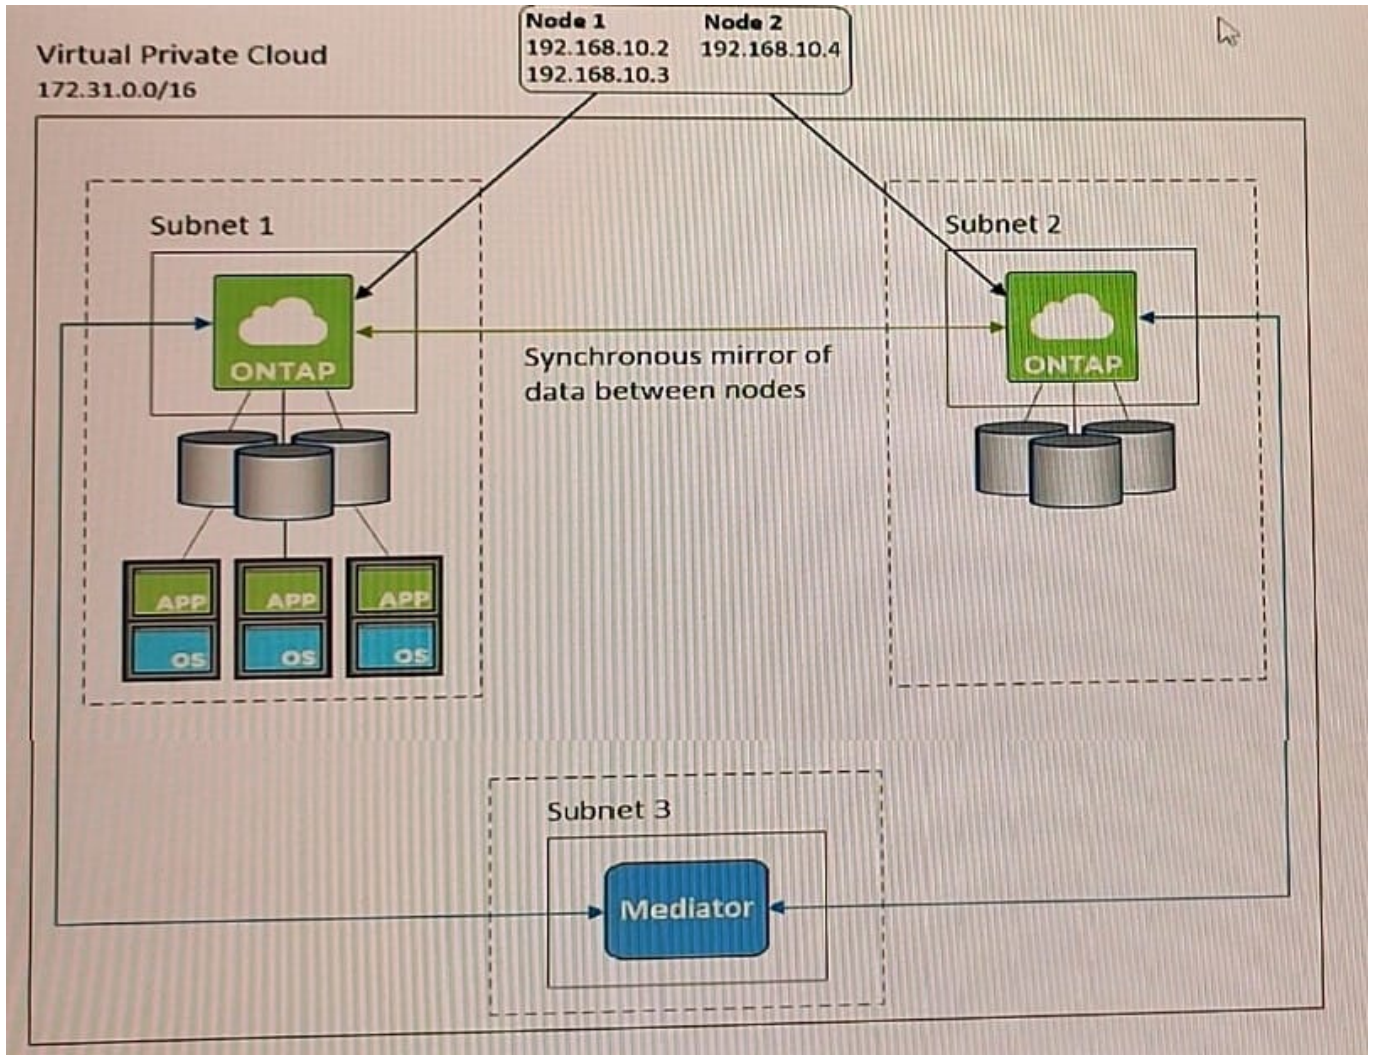 Node 1
Node 2
192.168.10.2
192.168.10.4
192.168.10.3
Virtual Private Cloud
172.31.0.0/16
Subnet 1
Subnet 2
ONTAP
ONTAP
Synchronous mirror of
data between nodes
APP
APP
APP
OS
OS
OS
Subnet 3
Mediator